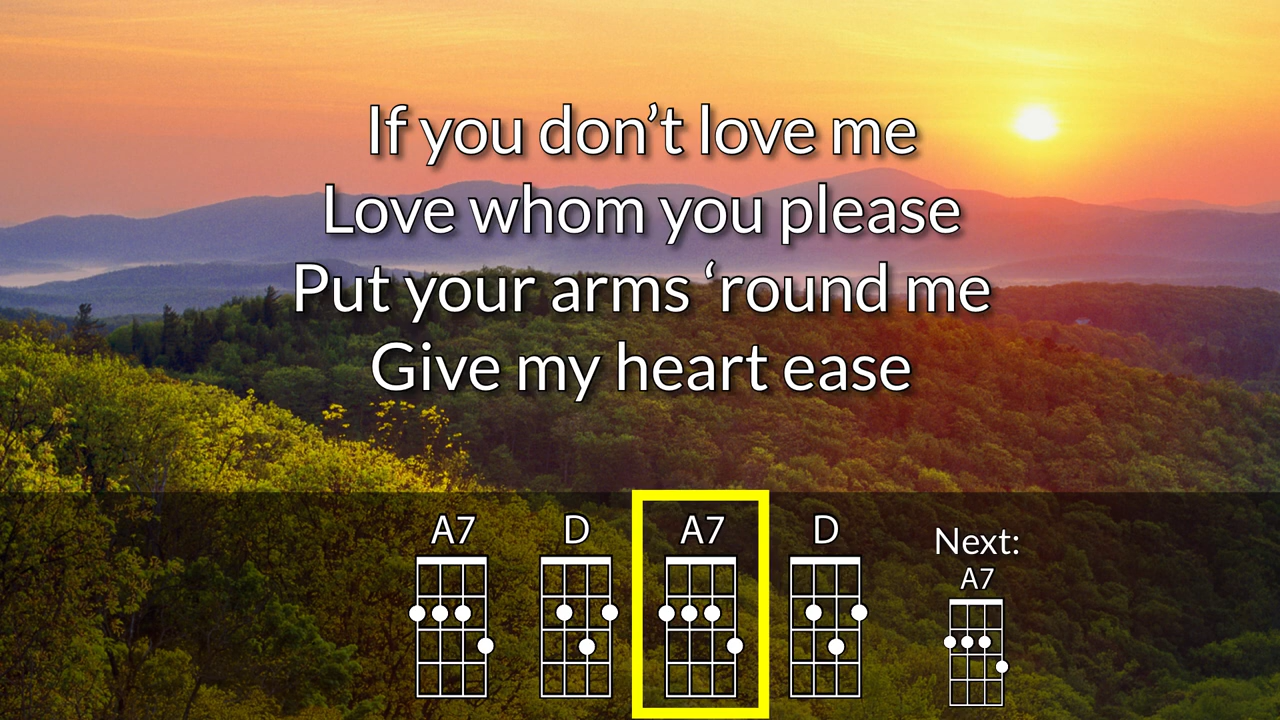 If you don’t love me
Love whom you please
Put your arms ‘round me
Give my heart ease
A7 D A7 D
Next:
A7